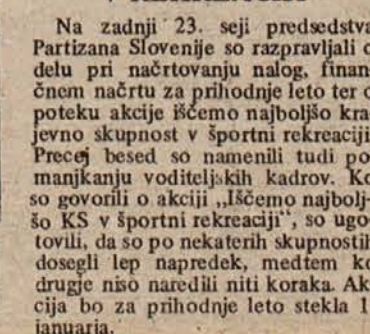 Na zadnji 23. seji predsedstva
Partizana Slovenije so razpravljali o
delu pri načrtovanju nalog, finan-
čnem načrtu za prihodnje leto ter o
poteku akcije iščemo najboljšo kra-
jevno skupnost v športni rekreaciji.
Precej besed so namenili tudi po-
manjkanju voditeljskih kadrov. Ko
so govorili o akciji „Iščemo najbolj-
šo KS v športni rekreaciji“, so ugo-
tovili, da so po nekaterih skupnostih
dosegli lep napredek, medtem ko
drugje niso naredili niti koraka. Ak-
cija bo za prihodnje leto stekla 1.
januarja.